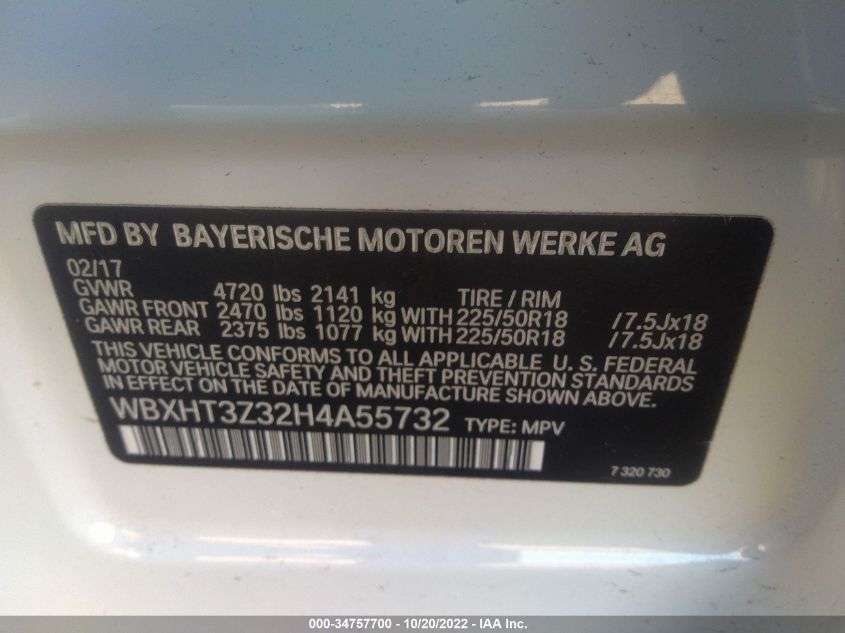 MFD BY BAYERISCHE MOTOREN WERKE AG
02/17
GVWR 4720 lbs 2141 kg TIRE / RIM
GAWR FRONT 2470 lbs 1120 kg WITH 225/50R18 /7.5Jx18
GAWR REAR 2375 lbs 1077 kg WITH 225/50R18 /7.5Jx18
THIS VEHICLE CONFORMS TO ALL APPLICABLE U. S. FEDERAL
MOTOR VEHICLE SAFETY AND THEFT PREVENTION STANDARDS
IN EFFECT ON THE DATE OF MANUFACTURE SHOWN ABOVE.
WBXHT3Z32H4A55732 TYPE: MPV
7 320 730
000-34757700 - 10/20/2022 - IAA Inc.